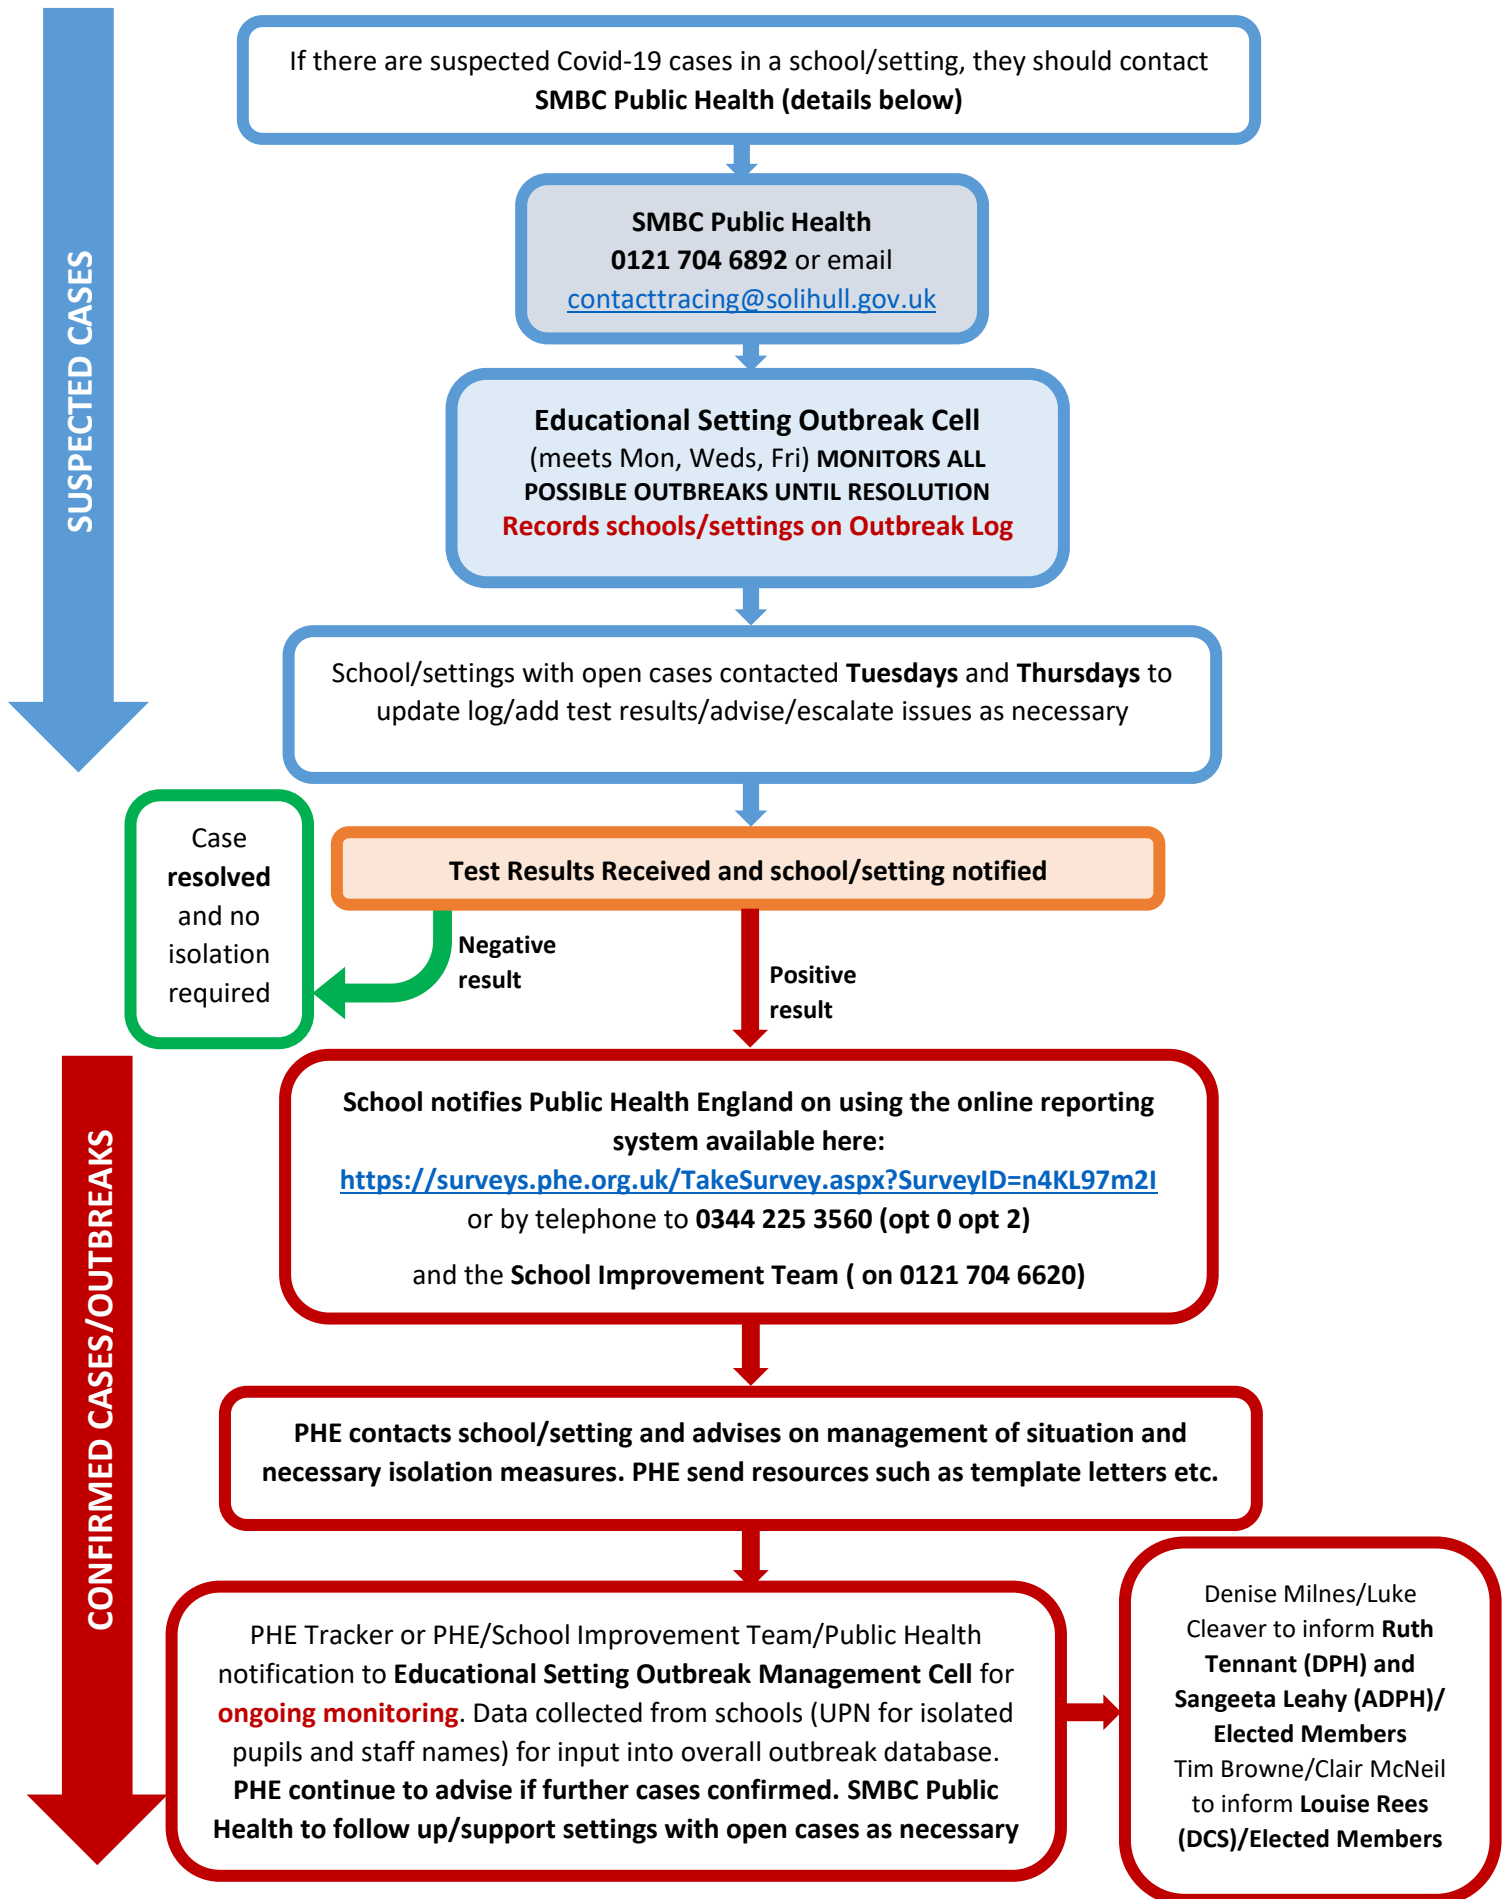 If there are suspected Covid-19 cases in a school/setting, they should contact
SMBC Public Health (details below)
SMBC Public Health
0121 704 6892 or email
contacttracing@solihull.gov.uk
Educational Setting Outbreak Cell
(meets Mon, Weds, Fri) MONITORS ALL
POSSIBLE OUTBREAKS UNTIL RESOLUTION
Records schools/settings on Outbreak Log
SUSPECTED CASES
School/settings with open cases contacted Tuesdays and Thursdays to
update log/add test results/advise/escalate issues as necessary
Case
resolved
and no
isolation
required
Test Results Received and school/setting notified
Negative
result
Positive
result
School notifies Public Health England on using the online reporting
system available here:
https://surveys.phe.org.uk/TakeSurvey.aspx?SurveyID=n4KL97m2I
or by telephone to 0344 225 3560 (opt 0 opt 2)
and the School Improvement Team ( on 0121 704 6620)
CONFIRMED CASES/OUTBREAKS
PHE contacts school/setting and advises on management of situation and
necessary isolation measures. PHE send resources such as template letters etc.
PHE Tracker or PHE/School Improvement Team/Public Health
notification to Educational Setting Outbreak Management Cell for
ongoing monitoring. Data collected from schools (UPN for isolated
pupils and staff names) for input into overall outbreak database.
PHE continue to advise if further cases confirmed. SMBC Public
Health to follow up/support settings with open cases as necessary
Denise Milnes/Luke
Cleaver to inform Ruth
Tennant (DPH) and
Sangeeta Leahy (ADPH)/
Elected Members
Tim Browne/Clair McNeil
to inform Louise Rees
(DCS)/Elected Members